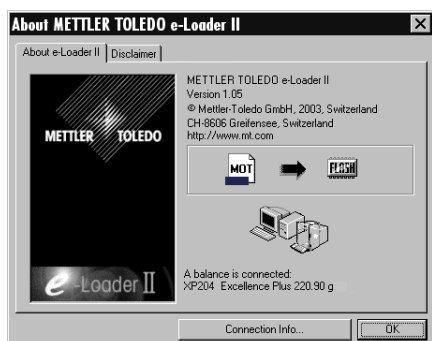 About METTLER TOLEDO e-Loader II
About e-Loader II
Disclaimer
METTLER TOLEDO
e-Loader II
METTLER TOLEDO e-Loader II
Version 1.05
© Mettler-Toledo GmbH, 2003, Switzerland
CH-8606 Greifensee, Switzerland
http://www.mt.com
MOT
FLASH
A balance is connected:
XP204 Excellence Plus 220.90 g
Connection Info...
OK